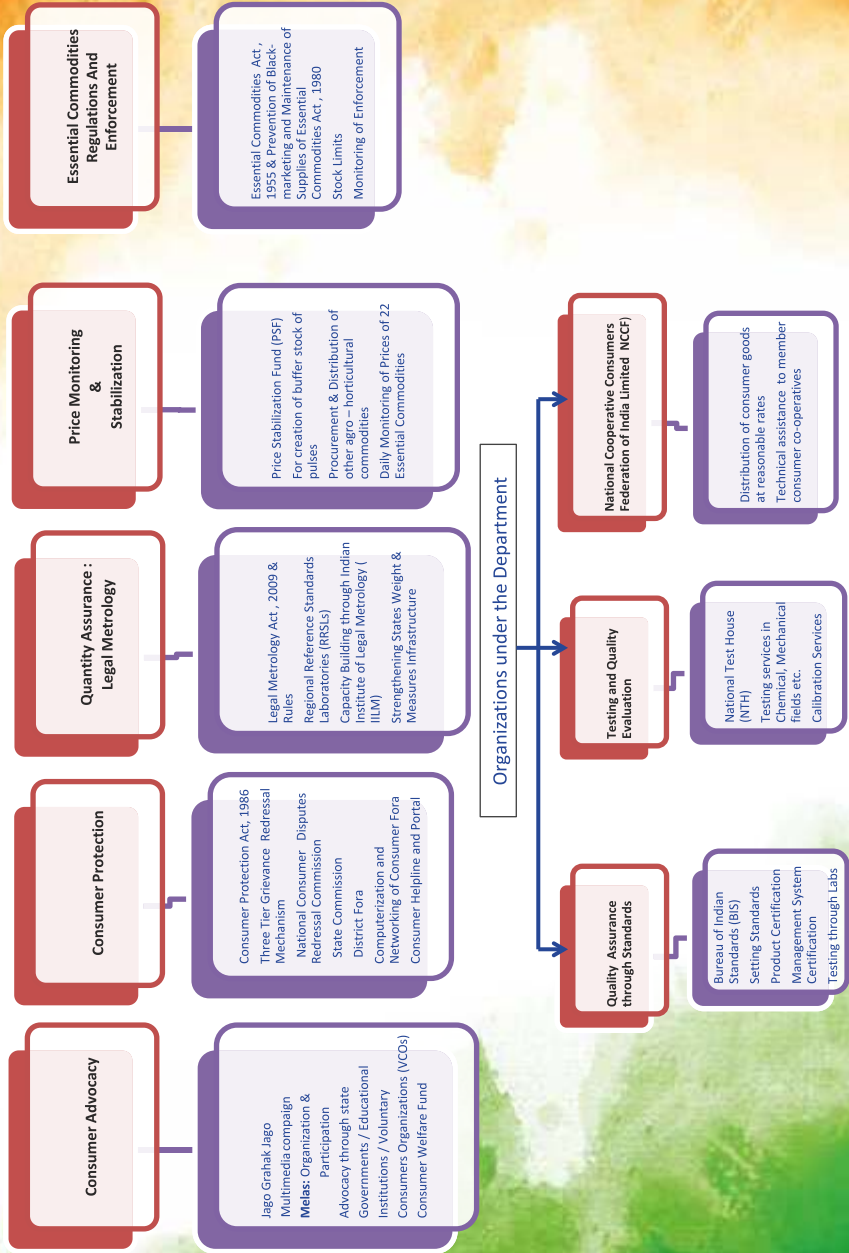 Consumer Advocacy
Jago Grahak Jago
Multimedia compaign
Melas: Organization &
Participation
Advocacy through state
Governments / Educational
Institutions / Voluntary
Consumers Organizations (VCOs)
Consumer Welfare Fund
Consumer Protection
Consumer Protection Act, 1986
Three Tier Grievance Redressal
Mechanism
National Consumer Disputes
Redressal Commission
State Commission
District Fora
Computerization and
Networking of Consumer Fora
Consumer Helpline and Portal
Quantity Assurance :
Legal Metrology
Legal Metrology Act , 2009 &
Rules
Regional Reference Standards
Laboratories (RRSLs)
Capacity Building through Indian
Institute of Legal Metrology (
IILM)
Strengthening States Weight &
Measures Infrastructure
Price Monitoring
&
Stabilization
Price Stabilization Fund (PSF)
For creation of buffer stock of
pulses
Procurement & Distribution of
other agro – horticultural
commodities
Daily Monitoring of Prices of 22
Essential Commodities
Essential Commodities
Regulations And
Enforcement
Essential Commodities Act ,
1955 & Prevention of Black-
marketing and Maintenance of
Supplies of Essential
Commodities Act , 1980
Stock Limits
Monitoring of Enforcement
Organizations under the Department
Quality Assurance
through Standards
Bureau of Indian
Standards (BIS)
Setting Standards
Product Certification
Management System
Certification
Testing through Labs
Testing and Quality
Evaluation
National Test House
(NTH)
Testing services in
Chemical, Mechanical
fields etc.
Calibration Services
National Cooperative Consumers
Federation of India Limited NCCF)
Distribution of consumer goods
at reasonable rates
Technical assistance to member
consumer co-operatives